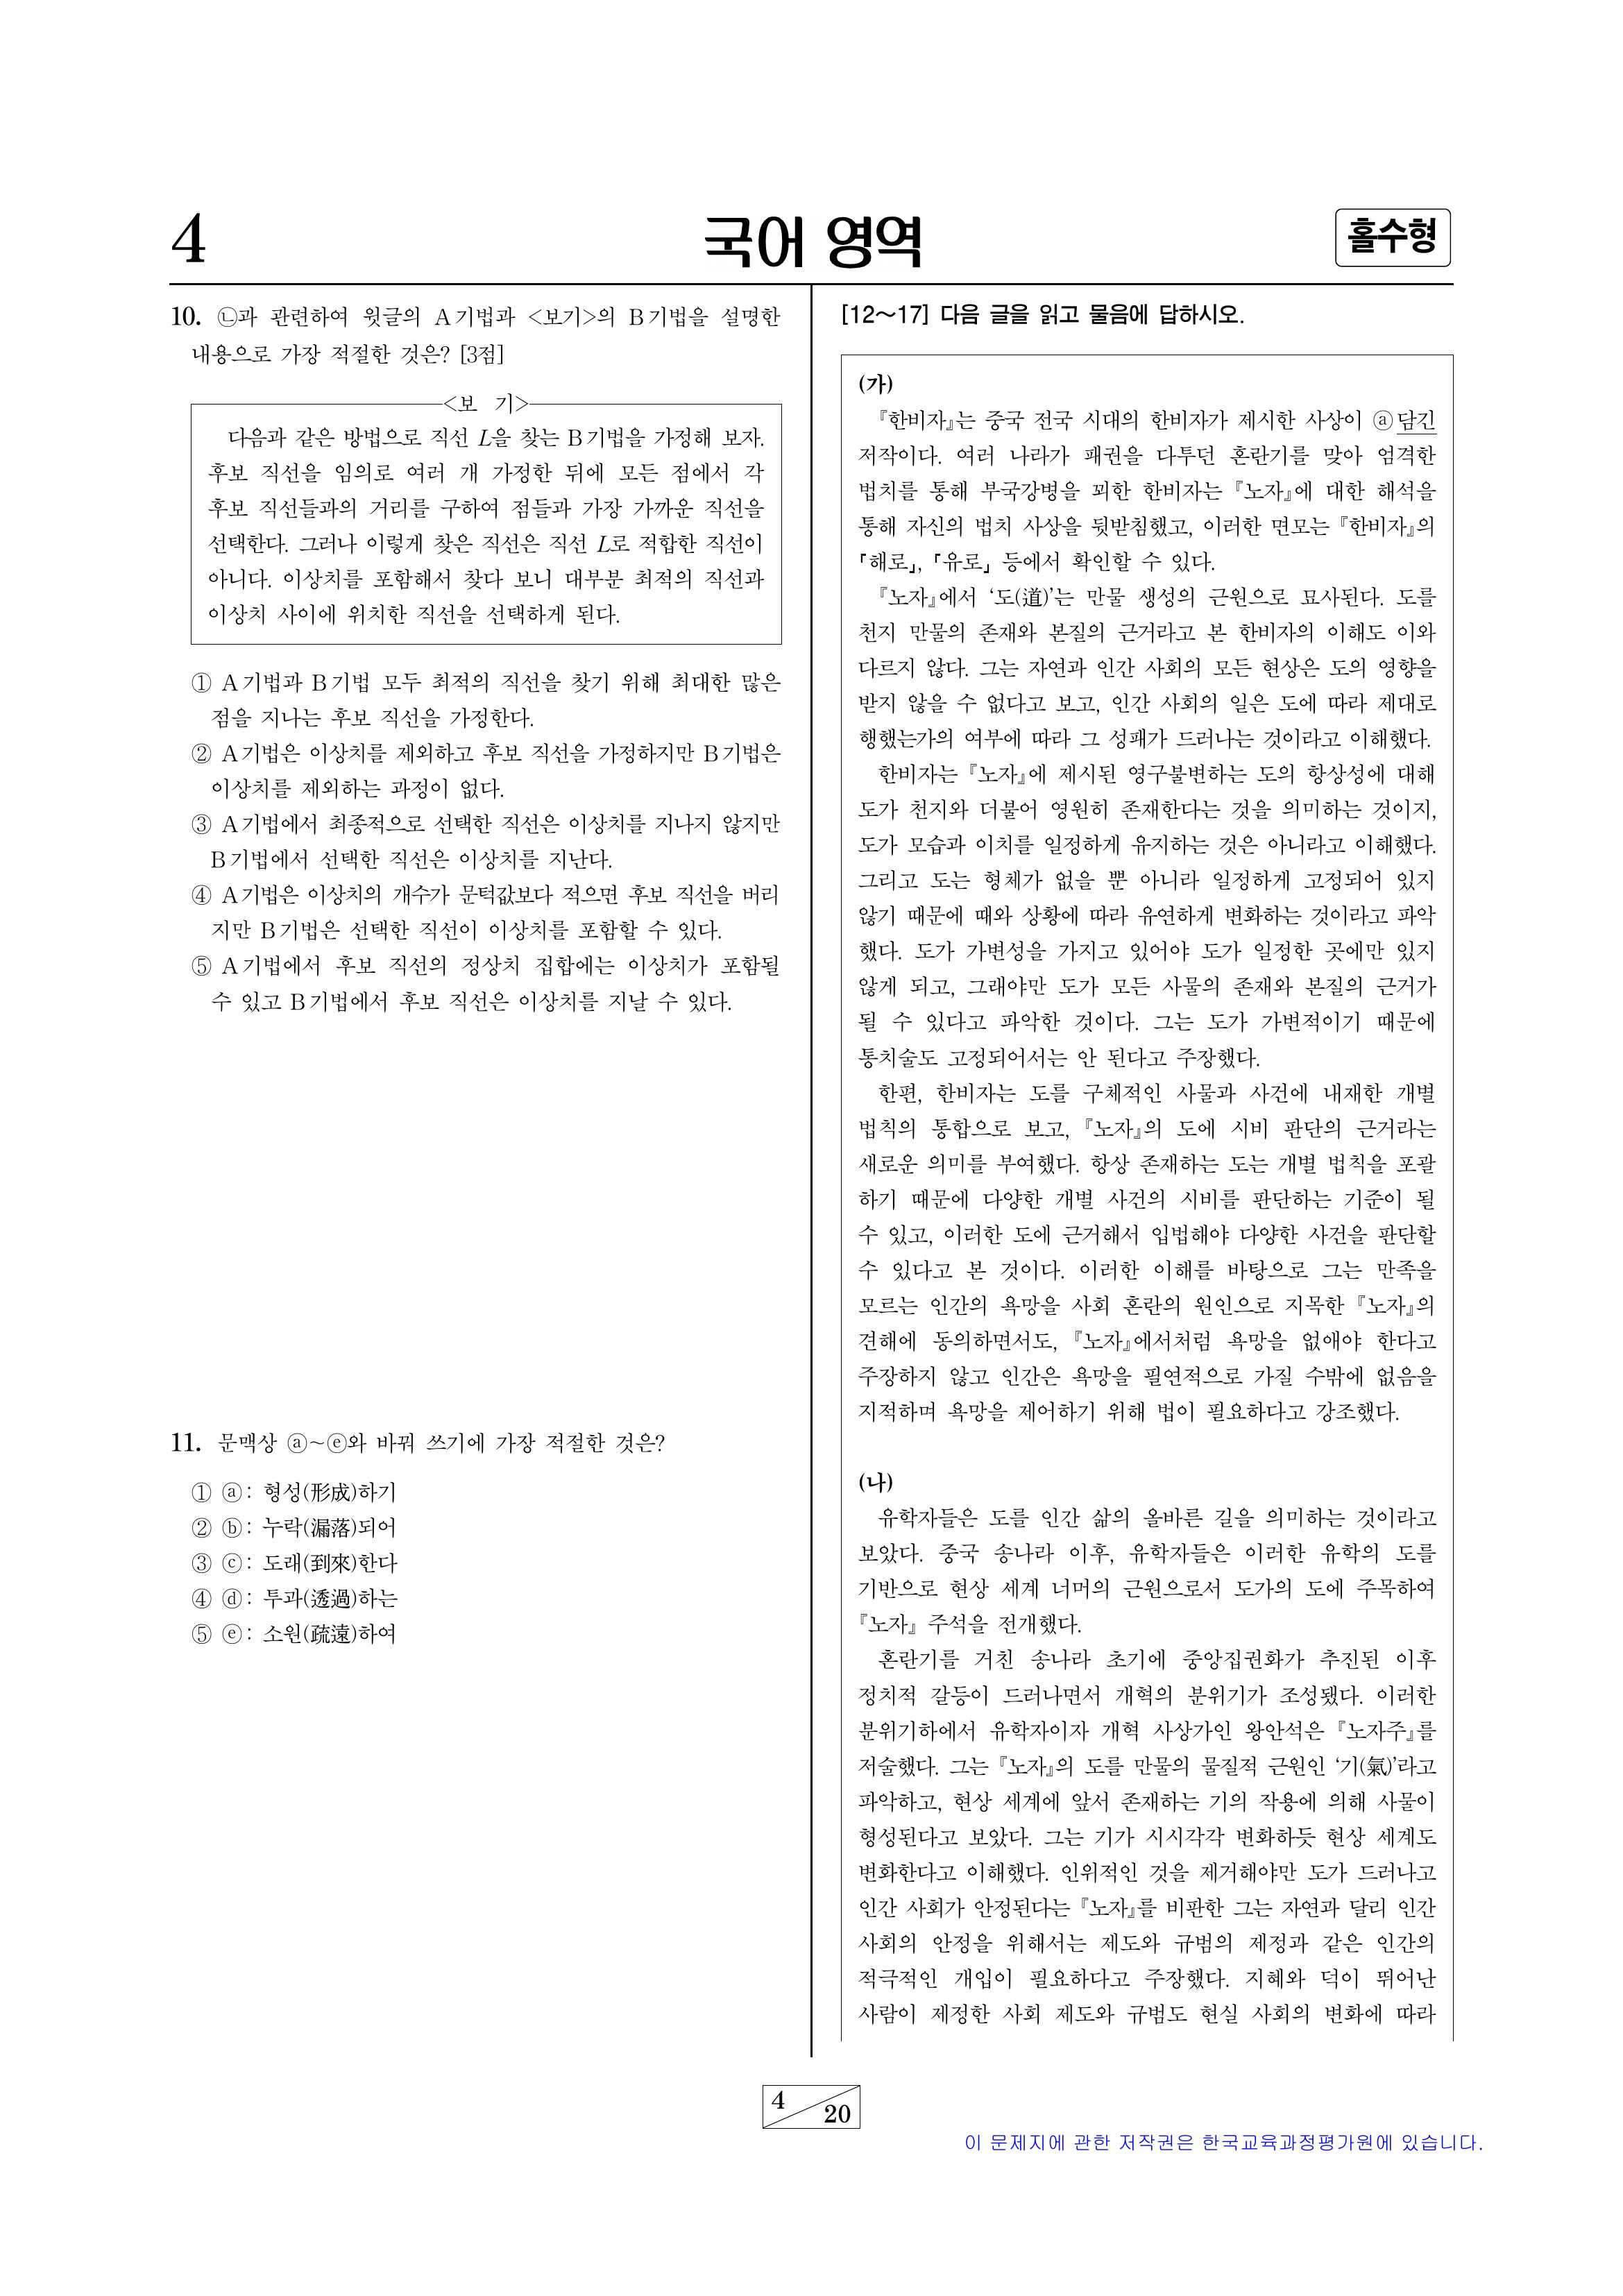 4
국어 영역
홀수형
10. ㉡과 관련하여 윗글의 A기법과 <보기>의 B기법을 설명한
내용으로 가장 적절한 것은? [3점]
<보 기>
다음과 같은 방법으로 직선 L을 찾는 B기법을 가정해 보자.
후보 직선을 임의로 여러 개 가정한 뒤에 모든 점에서 각
후보 직선들과의 거리를 구하여 점들과 가장 가까운 직선을
선택한다. 그러나 이렇게 찾은 직선은 직선 L로 적합한 직선이
아니다. 이상치를 포함해서 찾다 보니 대부분 최적의 직선과
이상치 사이에 위치한 직선을 선택하게 된다.
① A기법과 B기법 모두 최적의 직선을 찾기 위해 최대한 많은
점을 지나는 후보 직선을 가정한다.
② A기법은 이상치를 제외하고 후보 직선을 가정하지만 B기법은
이상치를 제외하는 과정이 없다.
③ A기법에서 최종적으로 선택한 직선은 이상치를 지나지 않지만
B기법에서 선택한 직선은 이상치를 지난다.
④ A기법은 이상치의 개수가 문턱값보다 적으면 후보 직선을 버리
지만 B기법은 선택한 직선이 이상치를 포함할 수 있다.
⑤ A기법에서 후보 직선의 정상치 집합에는 이상치가 포함될
수 있고 B기법에서 후보 직선은 이상치를 지날 수 있다.
11. 문맥상 ⓐ~ⓔ와 바꿔 쓰기에 가장 적절한 것은?
① ⓐ: 형성(形成)하기
② ⓑ: 누락(漏落)되어
③ ⓒ: 도래(到來)한다
④ ⓓ: 투과(透過)하는
⑤ ⓔ: 소원(疏遠)하여
[12~17] 다음 글을 읽고 물음에 답하시오.
(가)
『한비자』는 중국 전국 시대의 한비자가 제시한 사상이 ⓐ담긴
저작이다. 여러 나라가 패권을 다투던 혼란기를 맞아 엄격한
법치를 통해 부국강병을 꾀한 한비자는 『노자』에 대한 해석을
통해 자신의 법치 사상을 뒷받침했고, 이러한 면모는 『한비자』의
「해로」, 「유로」 등에서 확인할 수 있다.
『노자』에서 ‘도(道)’는 만물 생성의 근원으로 묘사된다. 도를
천지 만물의 존재와 본질의 근거라고 본 한비자의 이해도 이와
다르지 않다. 그는 자연과 인간 사회의 모든 현상은 도의 영향을
받지 않을 수 없다고 보고, 인간 사회의 일은 도에 따라 제대로
행했는가의 여부에 따라 그 성패가 드러나는 것이라고 이해했다.
한비자는 『노자』에 제시된 영구불변하는 도의 항상성에 대해
도가 천지와 더불어 영원히 존재한다는 것을 의미하는 것이지,
도가 모습과 이치를 일정하게 유지하는 것은 아니라고 이해했다.
그리고 도는 형체가 없을 뿐 아니라 일정하게 고정되어 있지
않기 때문에 때와 상황에 따라 유연하게 변화하는 것이라고 파악
했다. 도가 가변성을 가지고 있어야 도가 일정한 곳에만 있지
않게 되고, 그래야만 도가 모든 사물의 존재와 본질의 근거가
될 수 있다고 파악한 것이다. 그는 도가 가변적이기 때문에
통치술도 고정되어서는 안 된다고 주장했다.
한편, 한비자는 도를 구체적인 사물과 사건에 내재한 개별
법칙의 통합으로 보고, 『노자』의 도에 시비 판단의 근거라는
새로운 의미를 부여했다. 항상 존재하는 도는 개별 법칙을 포괄
하기 때문에 다양한 개별 사건의 시비를 판단하는 기준이 될
수 있고, 이러한 도에 근거해서 입법해야 다양한 사건을 판단할
수 있다고 본 것이다. 이러한 이해를 바탕으로 그는 만족을
모르는 인간의 욕망을 사회 혼란의 원인으로 지목한 『노자』의
견해에 동의하면서도, 『노자』에서처럼 욕망을 없애야 한다고
주장하지 않고 인간은 욕망을 필연적으로 가질 수밖에 없음을
지적하며 욕망을 제어하기 위해 법이 필요하다고 강조했다.
(나)
유학자들은 도를 인간 삶의 올바른 길을 의미하는 것이라고
보았다. 중국 송나라 이후, 유학자들은 이러한 유학의 도를
기반으로 현상 세계 너머의 근원으로서 도가의 도에 주목하여
『노자』 주석을 전개했다.
혼란기를 거친 송나라 초기에 중앙집권화가 추진된 이후
정치적 갈등이 드러나면서 개혁의 분위기가 조성됐다. 이러한
분위기하에서 유학자이자 개혁 사상가인 왕안석은 『노자주』를
저술했다. 그는 『노자』의 도를 만물의 물질적 근원인 ‘기(氣)’라고
파악하고, 현상 세계에 앞서 존재하는 기의 작용에 의해 사물이
형성된다고 보았다. 그는 기가 시시각각 변화하듯 현상 세계도
변화한다고 이해했다. 인위적인 것을 제거해야만 도가 드러나고
인간 사회가 안정된다는 『노자』를 비판한 그는 자연과 달리 인간
사회의 안정을 위해서는 제도와 규범의 제정과 같은 인간의
적극적인 개입이 필요하다고 주장했다. 지혜와 덕이 뛰어난
사람이 제정한 사회 제도와 규범도 현실 사회의 변화에 따라
4
20
이 문제지에 관한 저작권은 한국교육과정평가원에 있습니다.